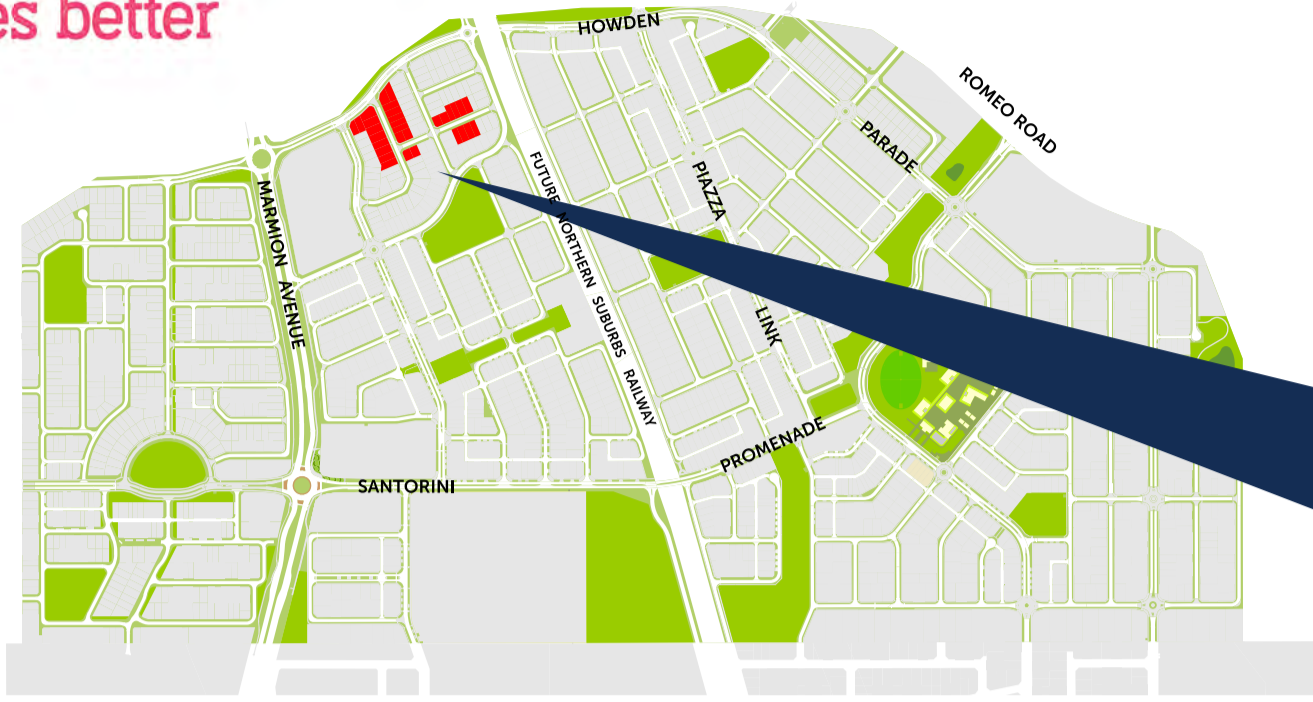 es better
HOWDEN
ROMEO ROAD
PARADE
PIAZZA
FUTURE NORTHERN SUBURBS RAILWAY
MARMION AVENUE
LINK
PROMENADE
SANTORINI